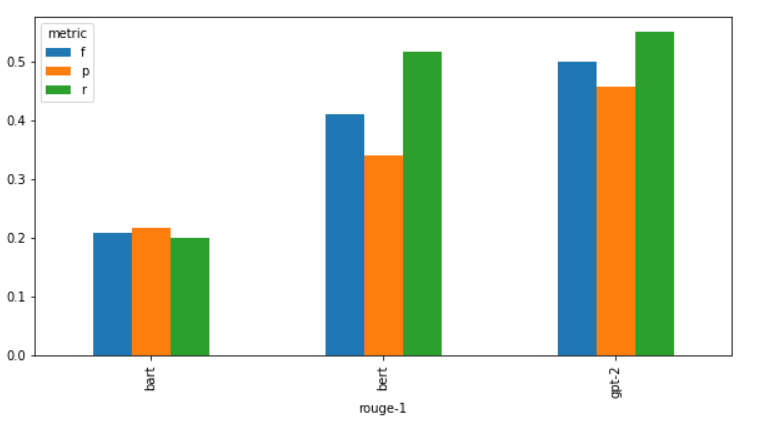 metric
f
p
r
0.5
0.4
0.3
0.2
0.1
0.0
bart
bert
gpt-2
rouge-1